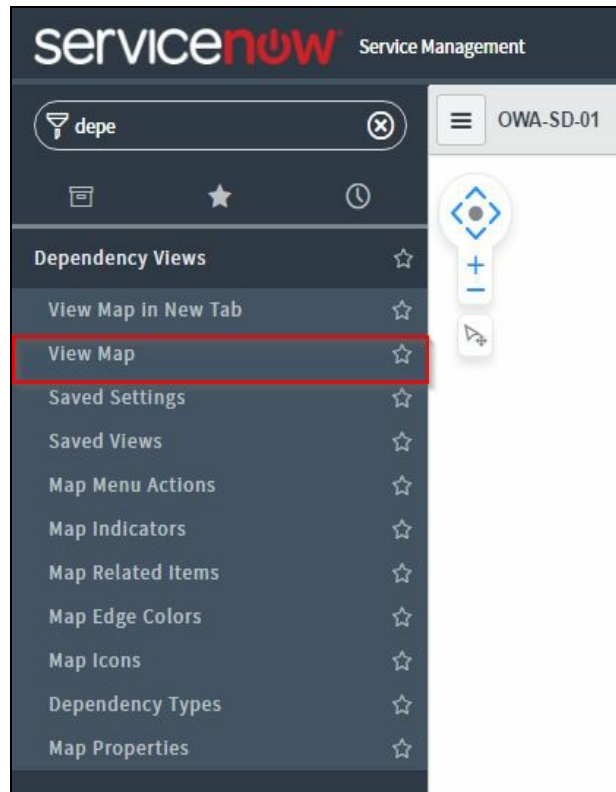 servicenow Service Management
depe
OWA-SD-01
Dependency Views
View Map in New Tab
View Map
Saved Settings
Saved Views
Map Menu Actions
Map Indicators
Map Related Items
Map Edge Colors
Map Icons
Dependency Types
Map Properties